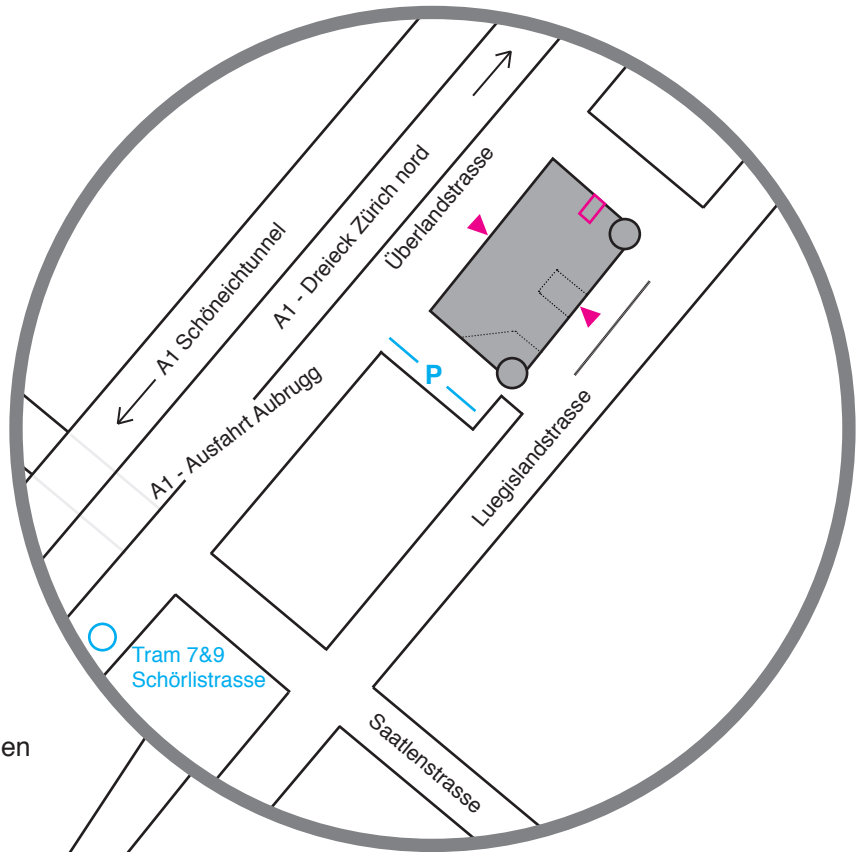 A1 - Dreieck Zürich nord
Überlandstrasse
A1 Schöneichtunnel
A1 - Ausfahrt Aubrugg
P
Luegislandstrasse
Tram 7&9
Schörlistrasse
Saatlenstrasse
en